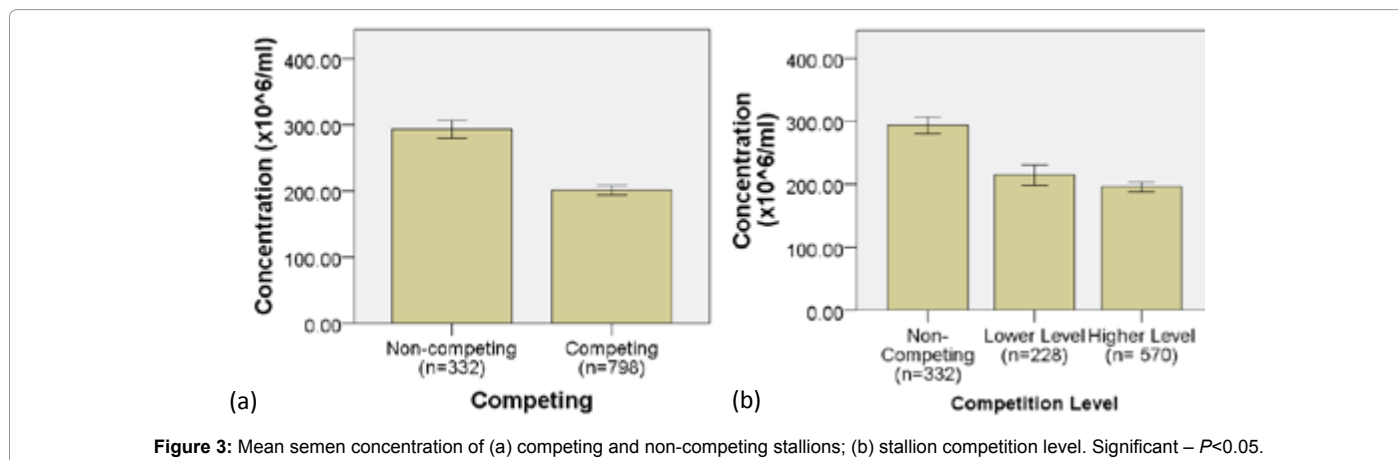 400.00
300.00
200.00
100.00
0.00
Concentration (x10^6/ml)
Non-competing
(n=332)
Competing
(n=798)
Competing
(a)
400.00
300.00
200.00
100.00
0.00
Concentration
(x10^6/ml)
Non-
Competing
(n=332)
Lower Level
(n=228)
Higher Level
(n= 570)
Competition Level
(b)
Figure 3: Mean semen concentration of (a) competing and non-competing stallions; (b) stallion competition level. Significant – P<0.05.